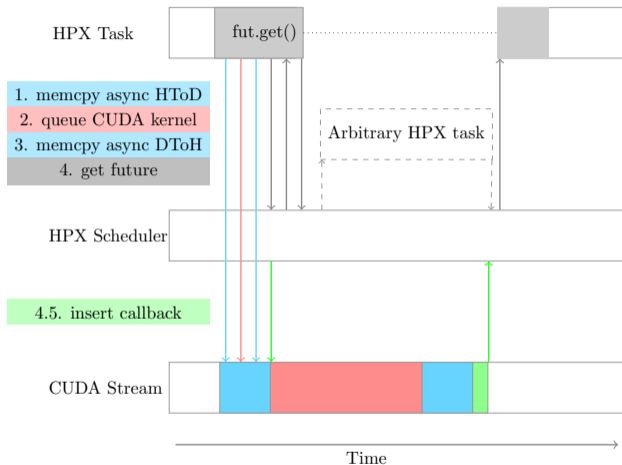 HPX Task
fut.get()
1. memcpy async HToD
2. queue CUDA kernel
3. memcpy async DToH
4. get future
Arbitrary HPX task
HPX Scheduler
4.5. insert callback
CUDA Stream
Time